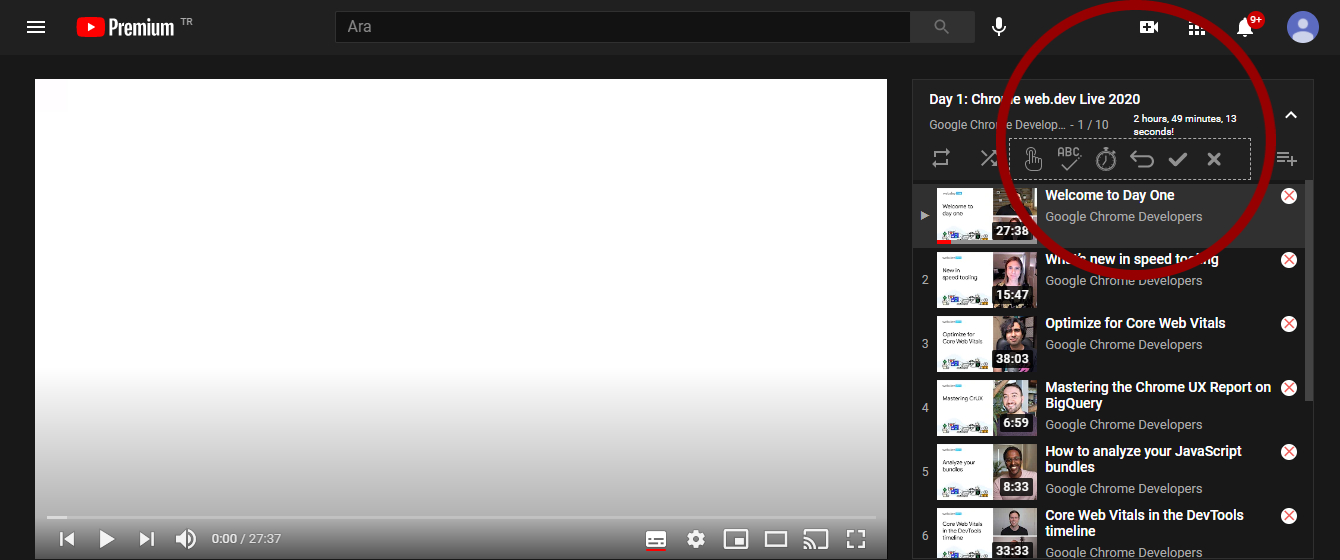 Premium TR
Ara
9+
Day 1: Chrome web.dev Live 2020
Google Chrome Develop... - 1 / 10
2 hours, 49 minutes, 13
seconds!
ABC
Welcome to
day one
27:38
Welcome to Day One
Google Chrome Developers
2
New in
speed tooling
15:47
What's new in speed tooling
Google Chrome Developers
3
Optimize for
Core Web Vitals
38:03
Optimize for Core Web Vitals
Google Chrome Developers
4
Mastering CrUX
6:59
Mastering the Chrome UX Report on
BigQuery
Google Chrome Developers
5
Analyze your
bundles
8:33
How to analyze your JavaScript
bundles
Google Chrome Developers
6
Core Web Vitals
in the DevTools
timeline
33:33
Core Web Vitals in the DevTools
timeline
Google Chrome Developers
0:00 / 27:37